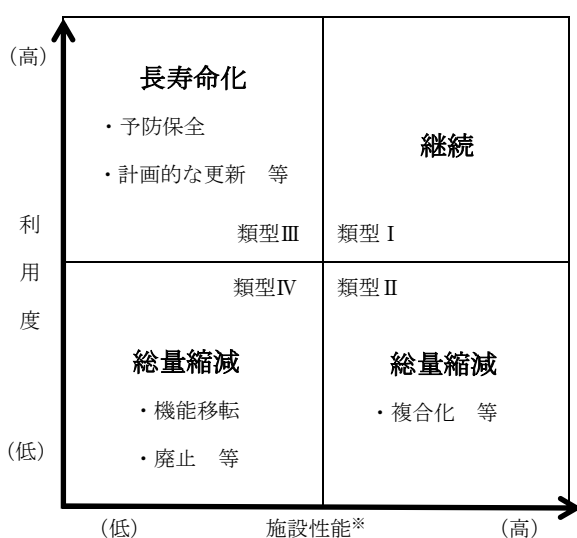 （高）
長寿命化
・予防保全
・計画的な更新　等
継続
利用度
類型Ⅲ
類型Ⅰ
類型Ⅳ
類型Ⅱ
総量縮減
・機能移転
・廃止　等
総量縮減
・複合化　等
（低）
（低）
施設性能※
（高）